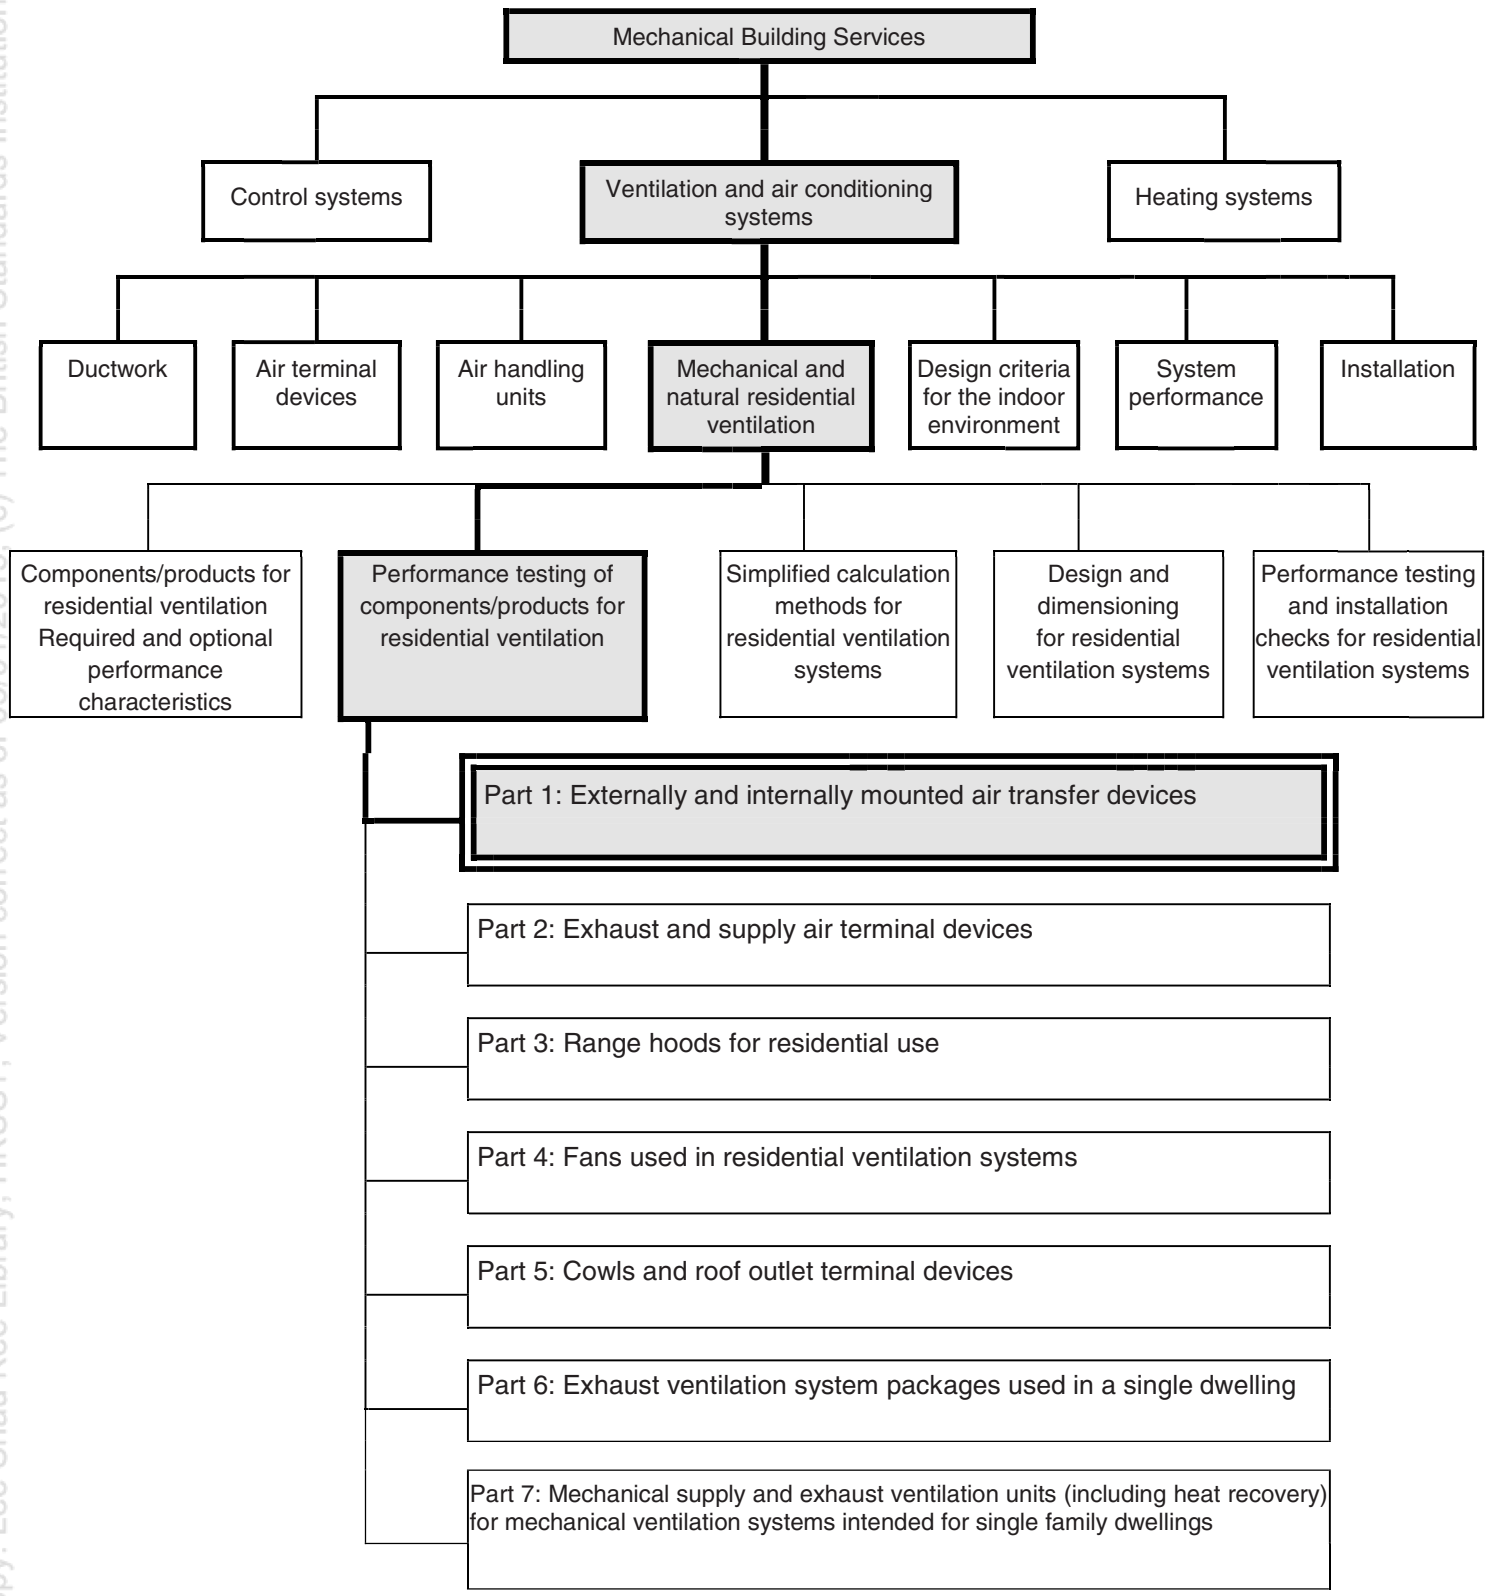 Mechanical Building Services
Control systems
Ventilation and air conditioning
systems
Heating systems
Ductwork
Air terminal
devices
Air handling
units
Mechanical and
natural residential
ventilation
Design criteria
for the indoor
environment
System
performance
Installation
Components/products for
residential ventilation
Required and optional
performance
characteristics
Performance testing of
components/products for
residential ventilation
Simplified calculation
methods for
residential ventilation
systems
Design and
dimensioning
for residential
ventilation systems
Performance testing
and installation
checks for residential
ventilation systems
Part 1: Externally and internally mounted air transfer devices
Part 2: Exhaust and supply air terminal devices
Part 3: Range hoods for residential use
Part 4: Fans used in residential ventilation systems
Part 5: Cowls and roof outlet terminal devices
Part 6: Exhaust ventilation system packages used in a single dwelling
Part 7: Mechanical supply and exhaust ventilation units (including heat recovery)
for mechanical ventilation systems intended for single family dwellings